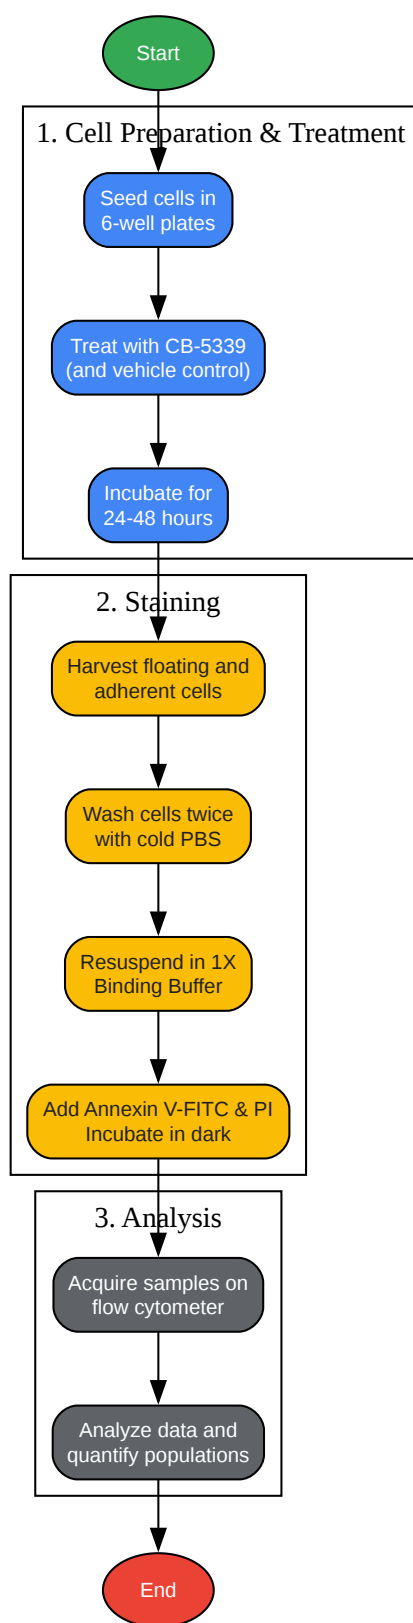 Start
1. Cell Preparation & Treatment
Seed cells in
6-well plates
Treat with CB-5339
(and vehicle control)
Incubate for
24-48 hours
2. Staining
Harvest floating and
adherent cells
Wash cells twice
with cold PBS
Resuspend in 1X
Binding Buffer
Add Annexin V-FITC & PI
Incubate in dark
3. Analysis
Acquire samples on
flow cytometer
Analyze data and
quantify populations
End